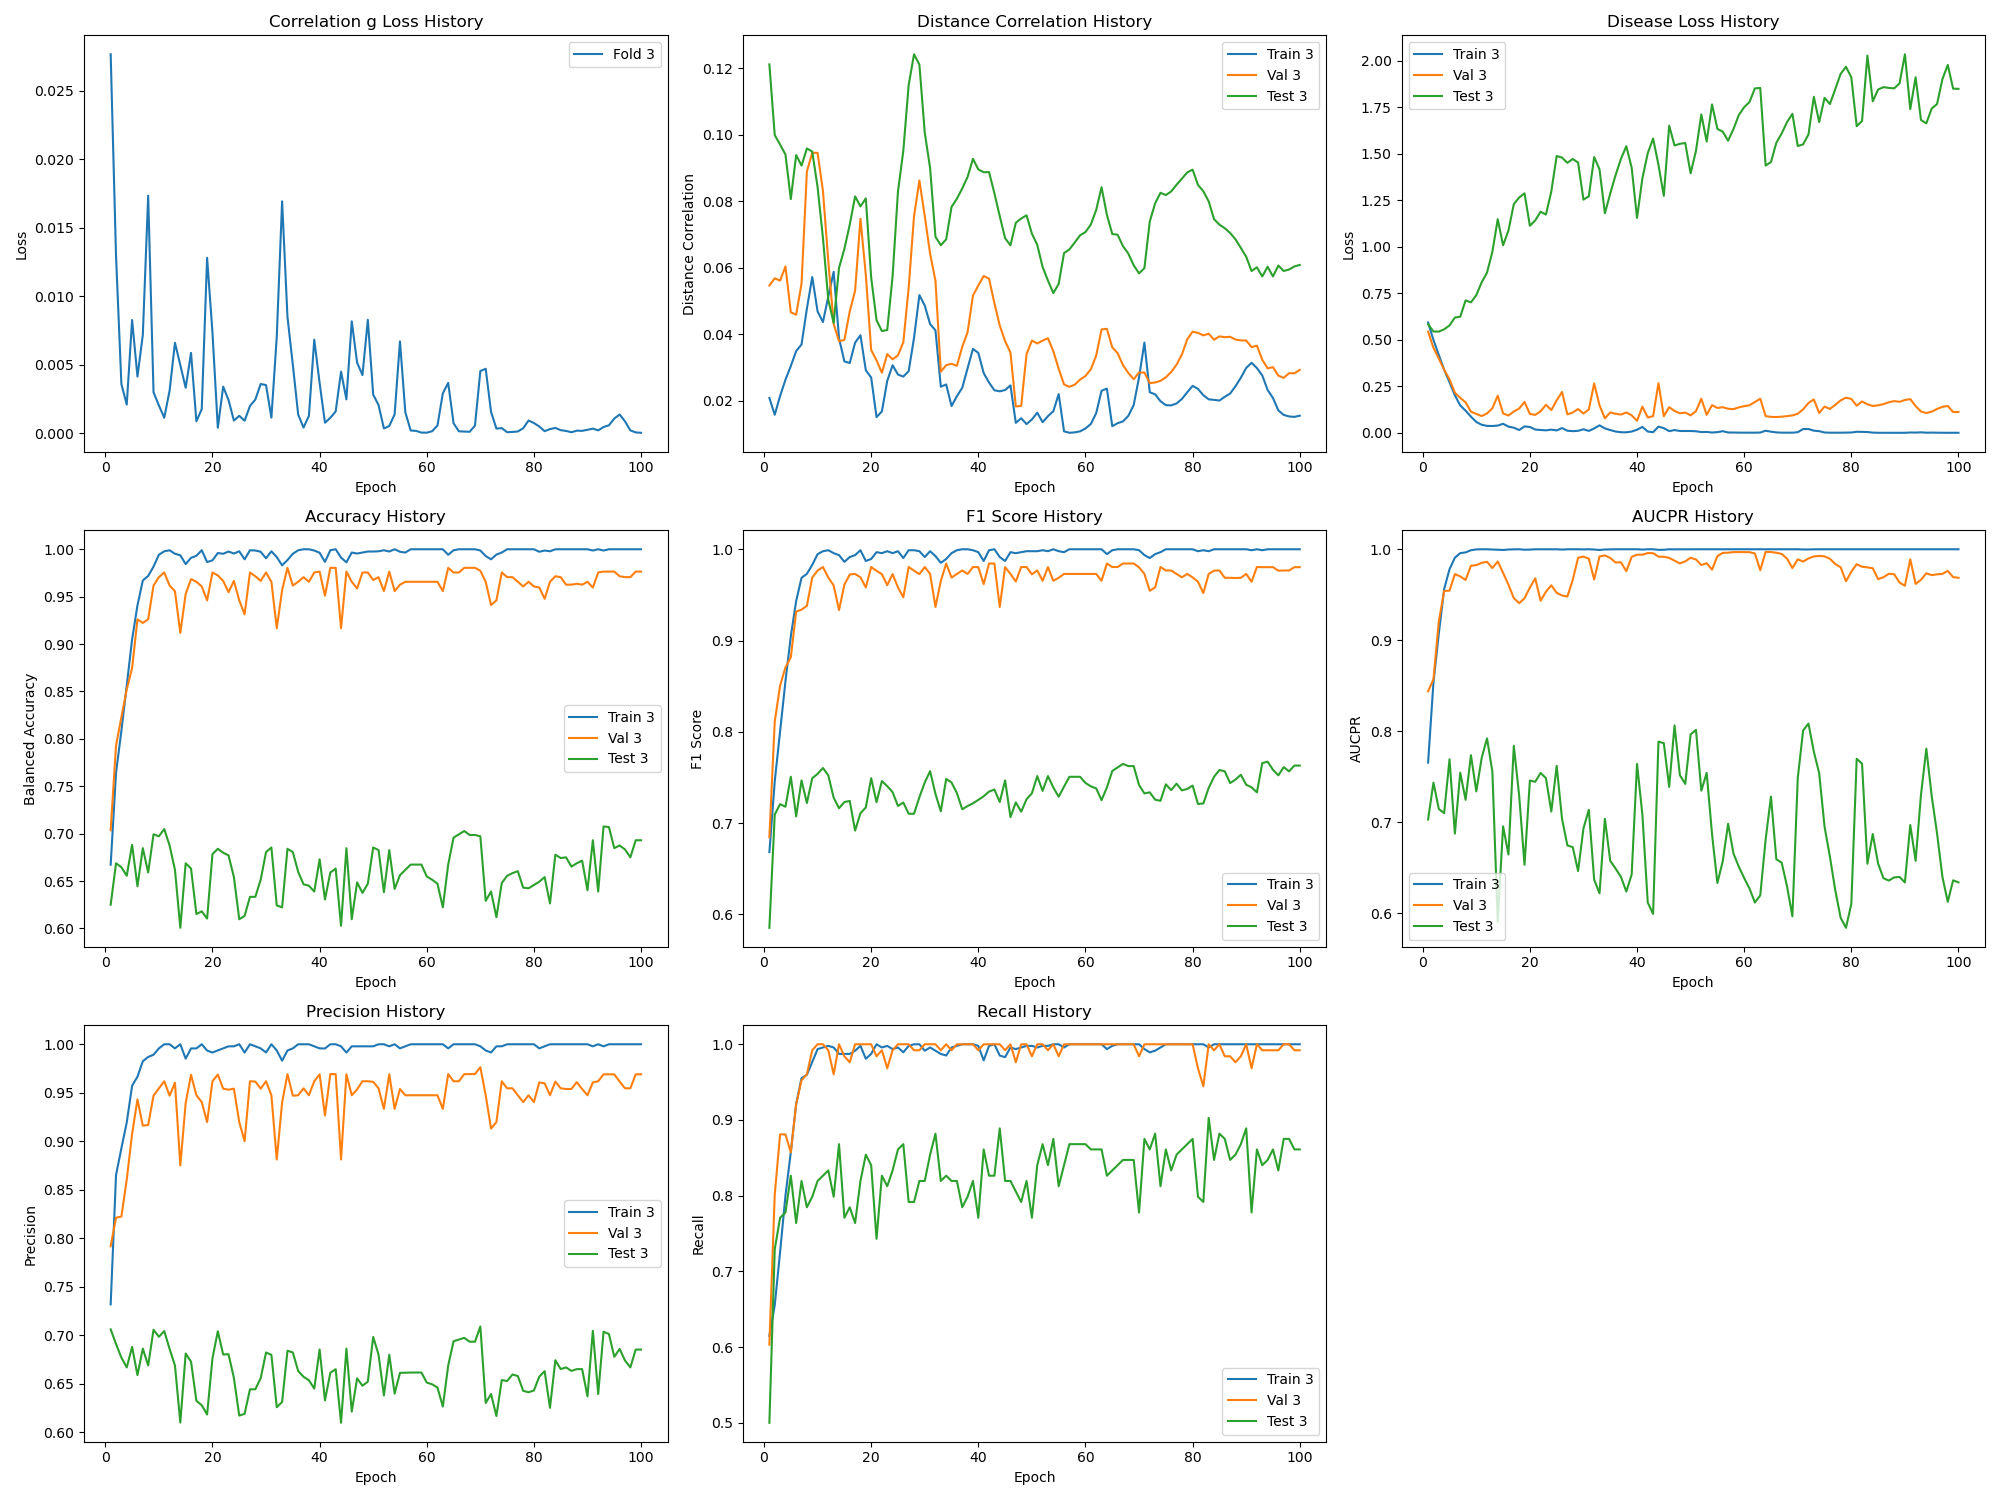 Correlation g Loss History
Loss
0.025
0.020
0.015
0.010
0.005
0.000
Fold 3
0 20 40 60 80 100
Epoch
Distance Correlation History
Distance Correlation
0.12
0.10
0.08
0.06
0.04
0.02
Train 3
Val 3
Test 3
0 20 40 60 80 100
Epoch
Disease Loss History
Loss
2.00
1.75
1.50
1.25
1.00
0.75
0.50
0.25
0.00
Train 3
Val 3
Test 3
0 20 40 60 80 100
Epoch
Accuracy History
Balanced Accuracy
1.00
0.95
0.90
0.85
0.80
0.75
0.70
0.65
0.60
Train 3
Val 3
Test 3
0 20 40 60 80 100
Epoch
F1 Score History
F1 Score
1.0
0.9
0.8
0.7
0.6
Train 3
Val 3
Test 3
0 20 40 60 80 100
Epoch
AUCPR History
AUCPR
1.0
0.9
0.8
0.7
0.6
Train 3
Val 3
Test 3
0 20 40 60 80 100
Epoch
Precision History
Precision
1.00
0.95
0.90
0.85
0.80
0.75
0.70
0.65
0.60
Train 3
Val 3
Test 3
0 20 40 60 80 100
Epoch
Recall History
Recall
1.0
0.9
0.8
0.7
0.6
0.5
Train 3
Val 3
Test 3
0 20 40 60 80 100
Epoch